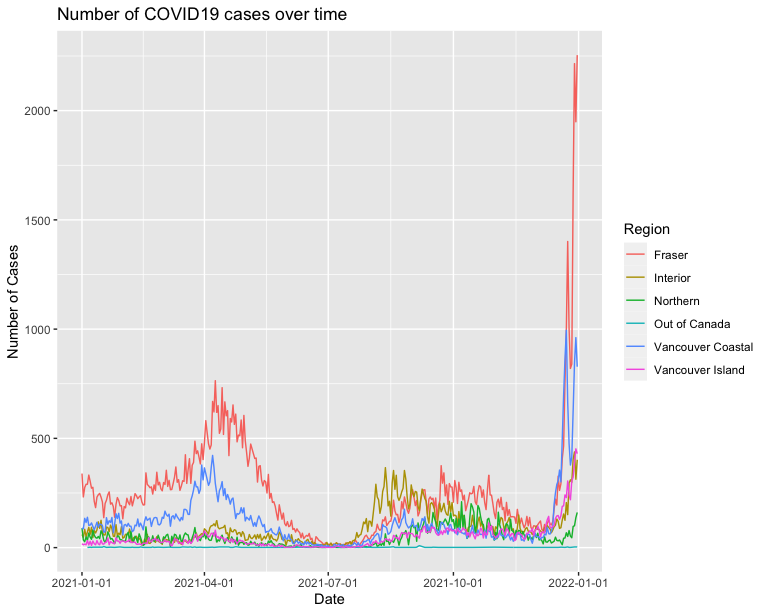 Number of COVID19 cases over time
Number of Cases
2000
1500
1000
500
0
2021-01-01
2021-04-01
2021-07-01
2021-10-01
2022-01-01
Date
Region
Fraser
Interior
Northern
Out of Canada
Vancouver Coastal
Vancouver Island